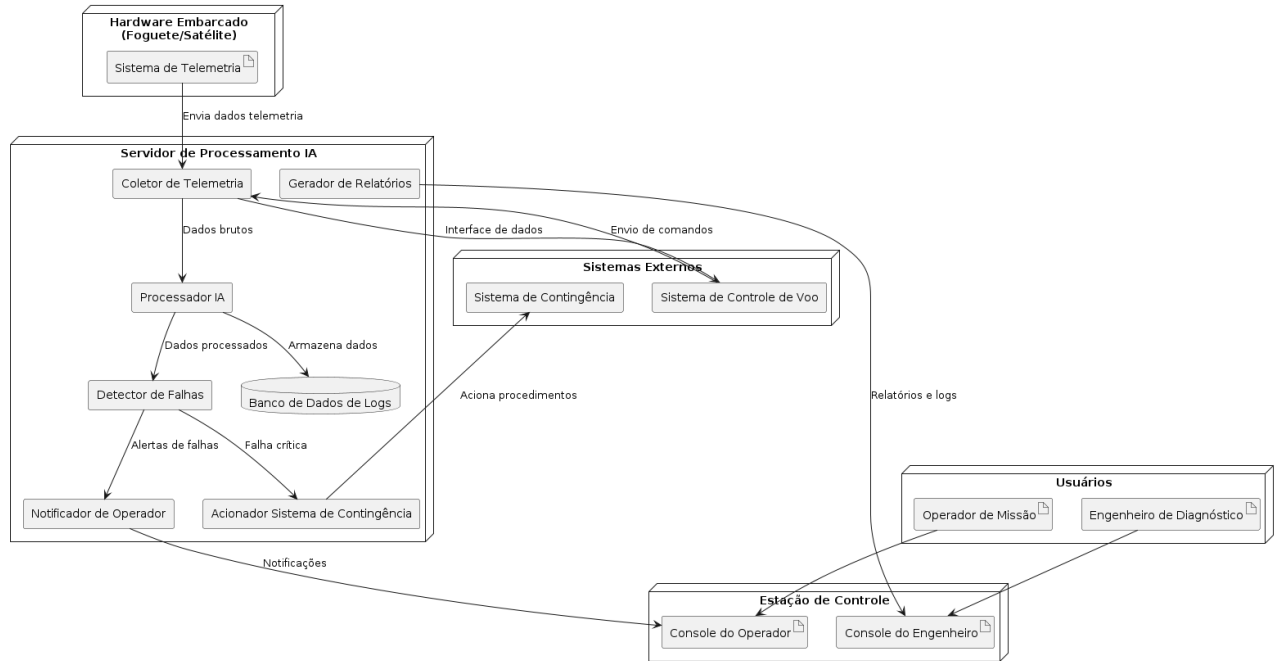 Hardware Embarcado
(Foguete/Satélite)
Sistema de Telemetria
Envia dados telemetria
Servidor de Processamento IA
Coletor de Telemetria
Gerador de Relatórios
Dados brutos
Interface de dados
Envio de comandos
Sistemas Externos
Processador IA
Sistema de Contingência
Sistema de Controle de Voo
Dados processados
Armazena dados
Detector de Falhas
Banco de Dados de Logs
Aciona procedimentos
Relatórios e logs
Alertas de falhas
Falha crítica
Usuários
Notificador de Operador
Acionador Sistema de Contingência
Operador de Missão
Engenheiro de Diagnóstico
Notificações
Estação de Controle
Console do Operador
Console do Engenheiro